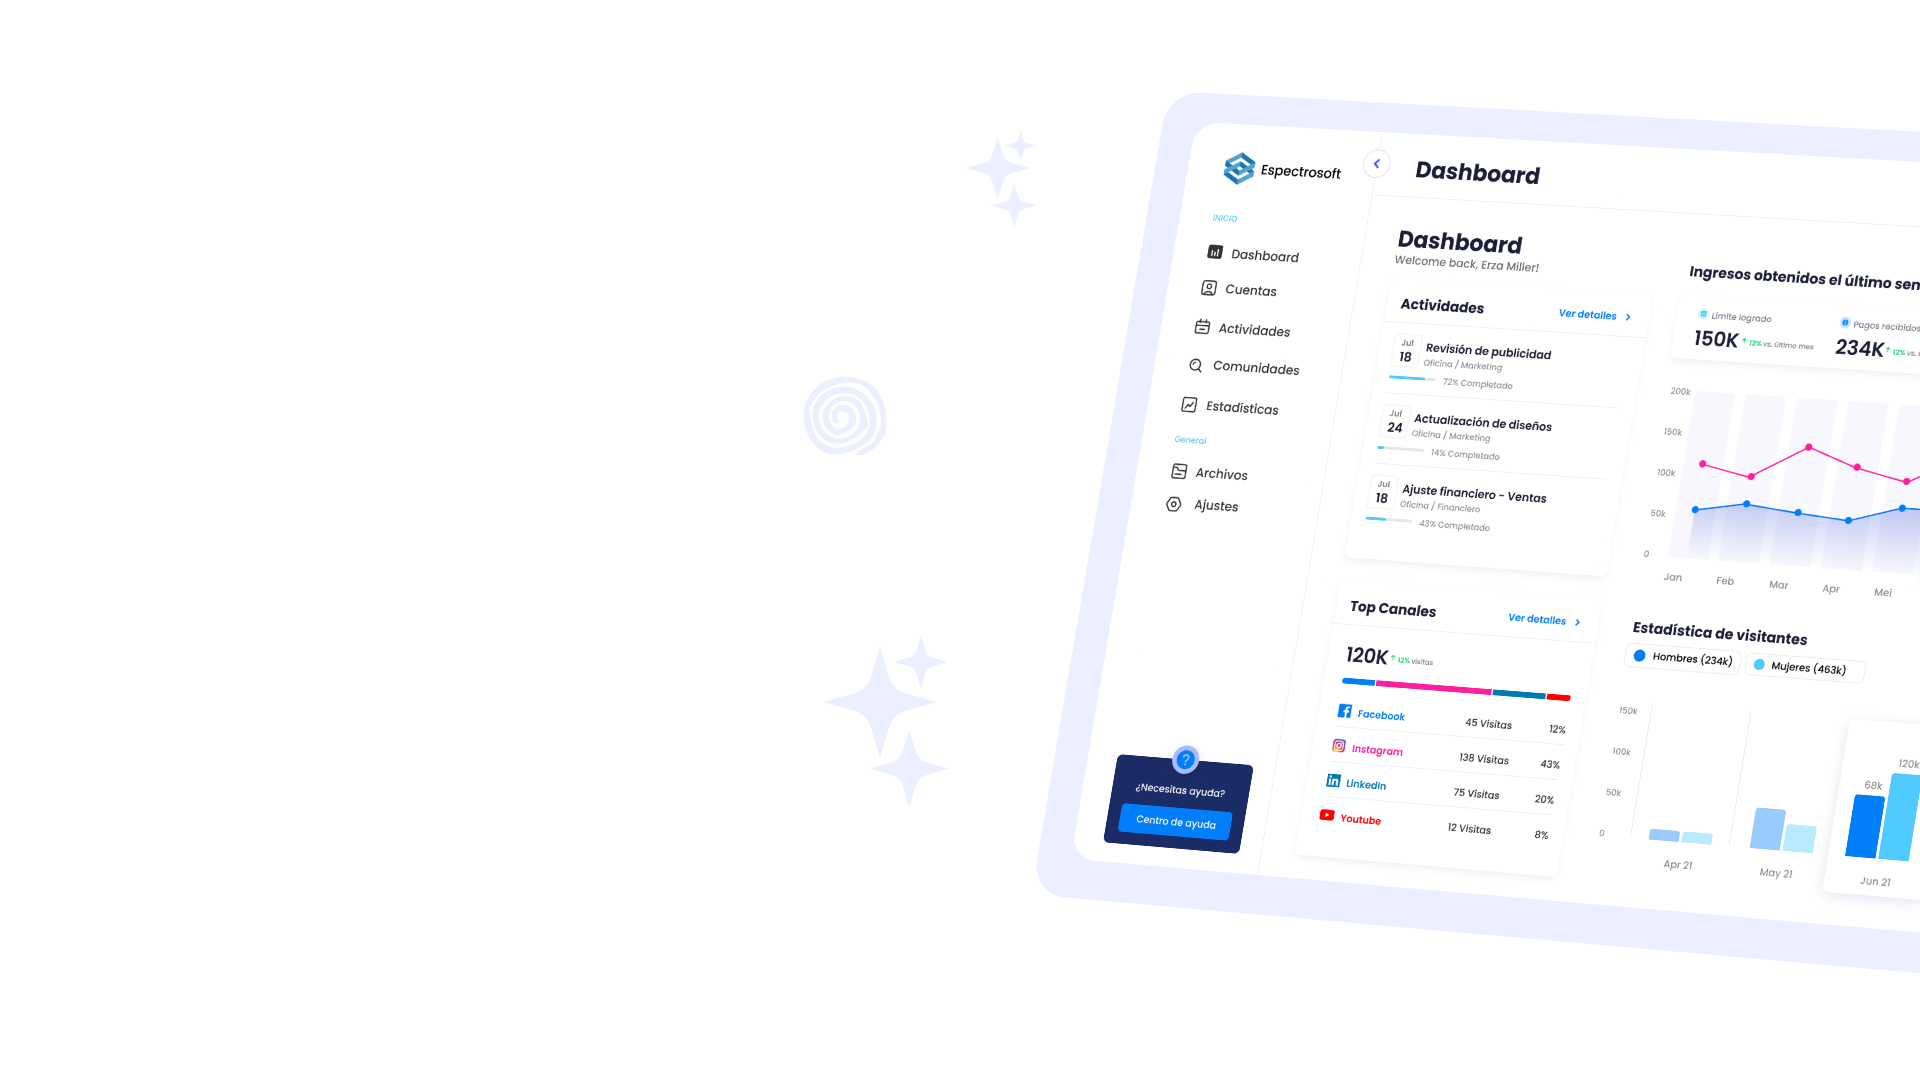 Espectrosoft
INICIO
Dashboard
Cuentas
Actividades
Comunidades
Estadísticas
General
Archivos
Ajustes
¿Necesitas ayuda?
Centro de ayuda
Dashboard
Dashboard
Welcome back, Erza Miller!
Actividades
Ver detalles
Jul
18
Revisión de publicidad
Oficina / Marketing
72% Completado
Jul
24
Actualización de diseños
Oficina / Marketing
14% Completado
Jul
18
Ajuste financiero - Ventas
Oficina / Financiero
43% Completado
Top Canales
Ver detalles
120K 12% visitas
Facebook 45 Visitas 12%
Instagram 138 Visitas 43%
LinkedIn 75 Visitas 20%
Youtube 12 Visitas 8%
Ingresos obtenidos el último sem
Límite logrado
150K 12% vs. último mes
Pagos recibidos
234K 12% vs.
200k
150k
100k
50k
0
Jan Feb Mar Apr Mei
Estadística de visitantes
Hombres (234k) Mujeres (463k)
150k
100k
50k
0
68k
120k
Apr 21 May 21 Jun 21